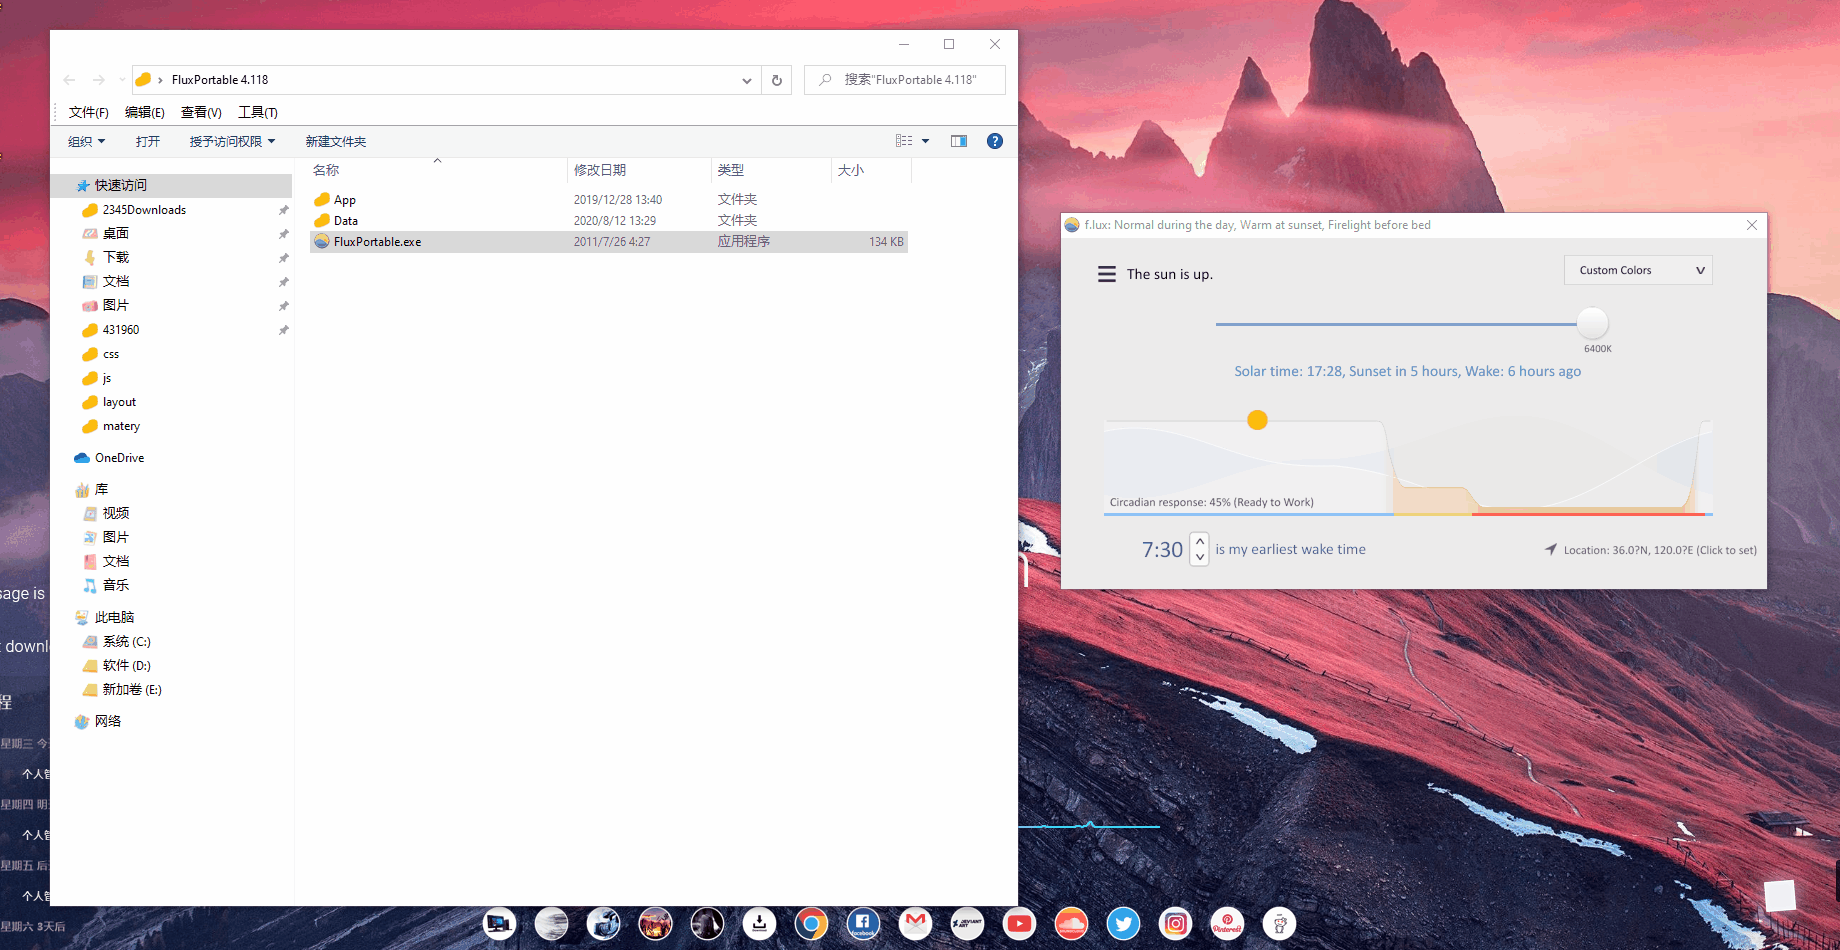 FluxPortable 4.118
搜索"FluxPortable 4.118"
文件(F) 编辑(E) 查看(V) 工具(T)
组织 打开 授予访问权限 新建文件夹
名称 修改日期 类型 大小
App 2019/12/28 13:40 文件夹
Data 2020/8/12 13:29 文件夹
FluxPortable.exe 2011/7/26 4:27 应用程序 134 KB
快速访问
2345Downloads
桌面
下载
文档
图片
431960
css
js
layout
matery
OneDrive
库
视频
图片
文档
音乐
此电脑
系统 (C:)
软件 (D:)
新加卷 (E:)
网络
f.lux: Normal during the day, Warm at sunset, Firelight before bed
The sun is up.
Custom Colors
6400K
Solar time: 17:28, Sunset in 5 hours, Wake: 6 hours ago
Circadian response: 45% (Ready to Work)
7:30 is my earliest wake time
Location: 36.0?N, 120.0?E (Click to set)
sage is
t downl
程
星期三 今
个人
星期四 明
个人
星期五 后
个人
星期六 3天后
facebook
DEVIANT ART
Pinterest